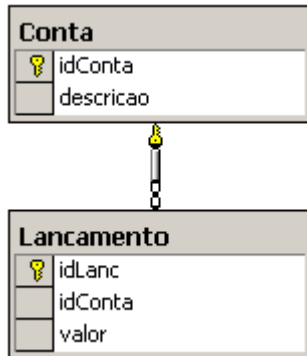 Conta
idConta
descricao
Lancamento
idLanc
idConta
valor